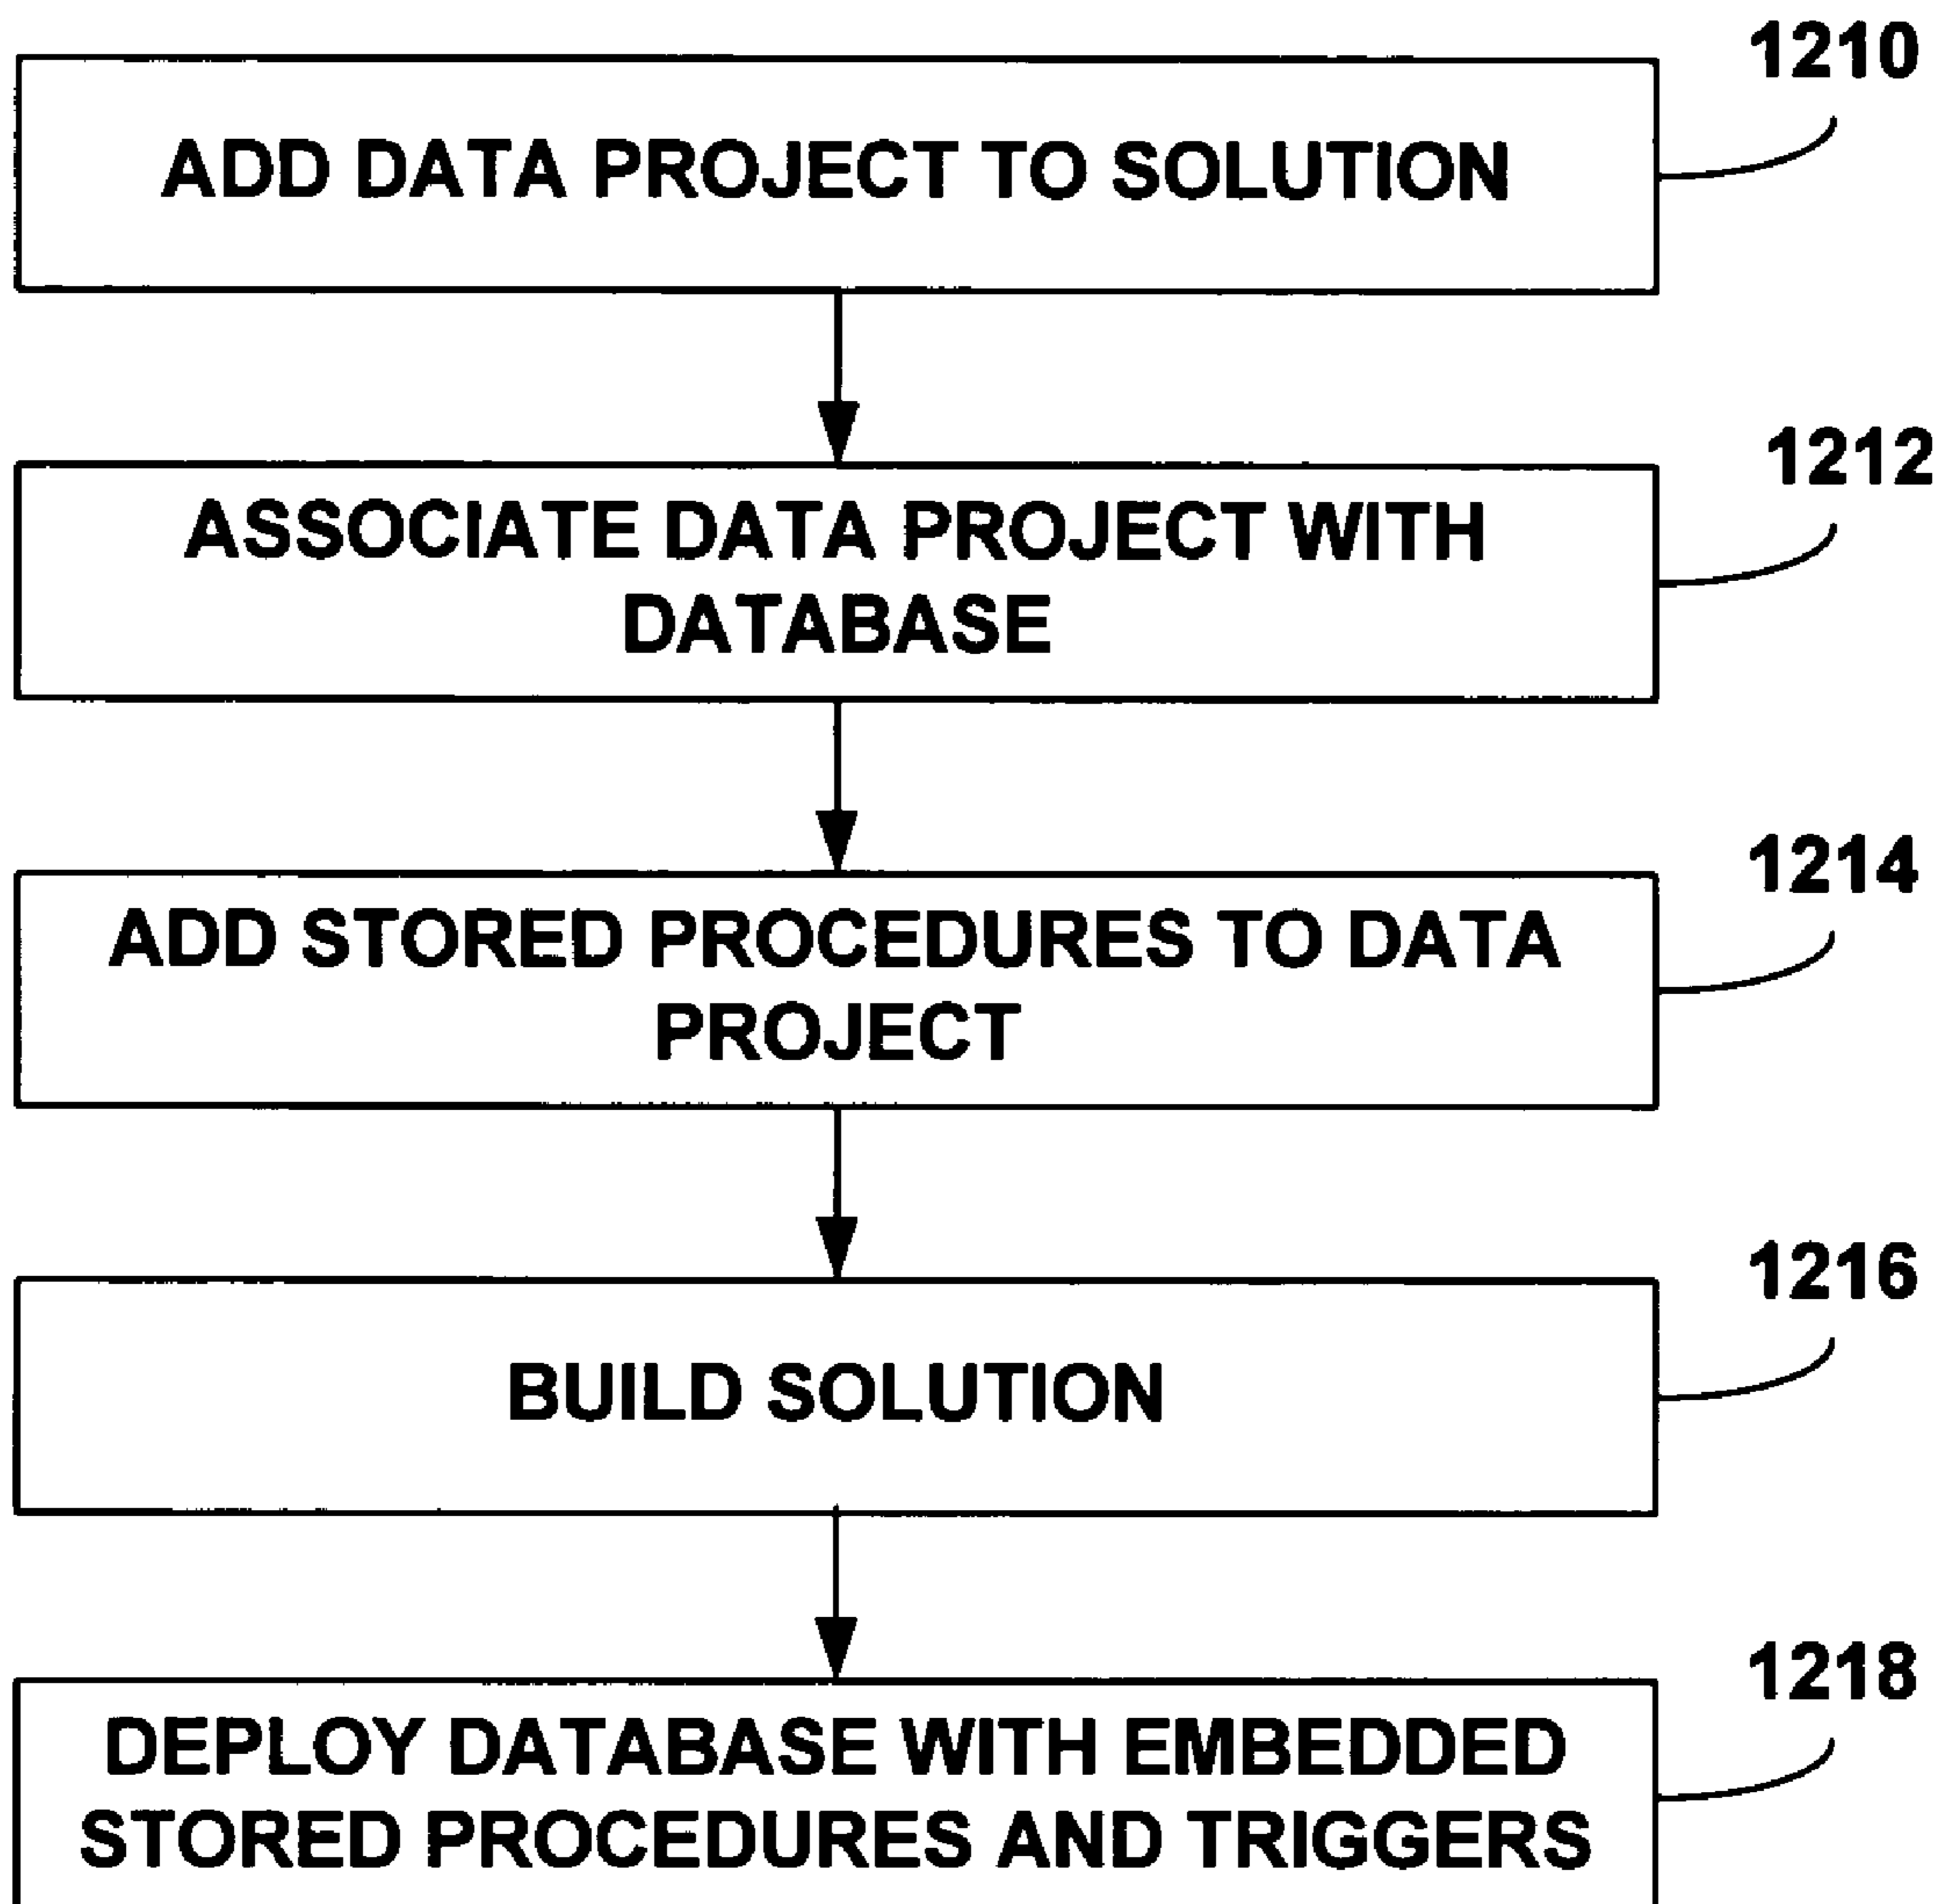 1210
ADD DATA PROJECT TO SOLUTION
1212
ASSOCIATE DATA PROJECT WITH
DATABASE
1214
ADD STORED PROCEDURES TO DATA
PROJECT
1216
BUILD SOLUTION
1218
DEPLOY DATABASE WITH EMBEDDED
STORED PROCEDURES AND TRIGGERS